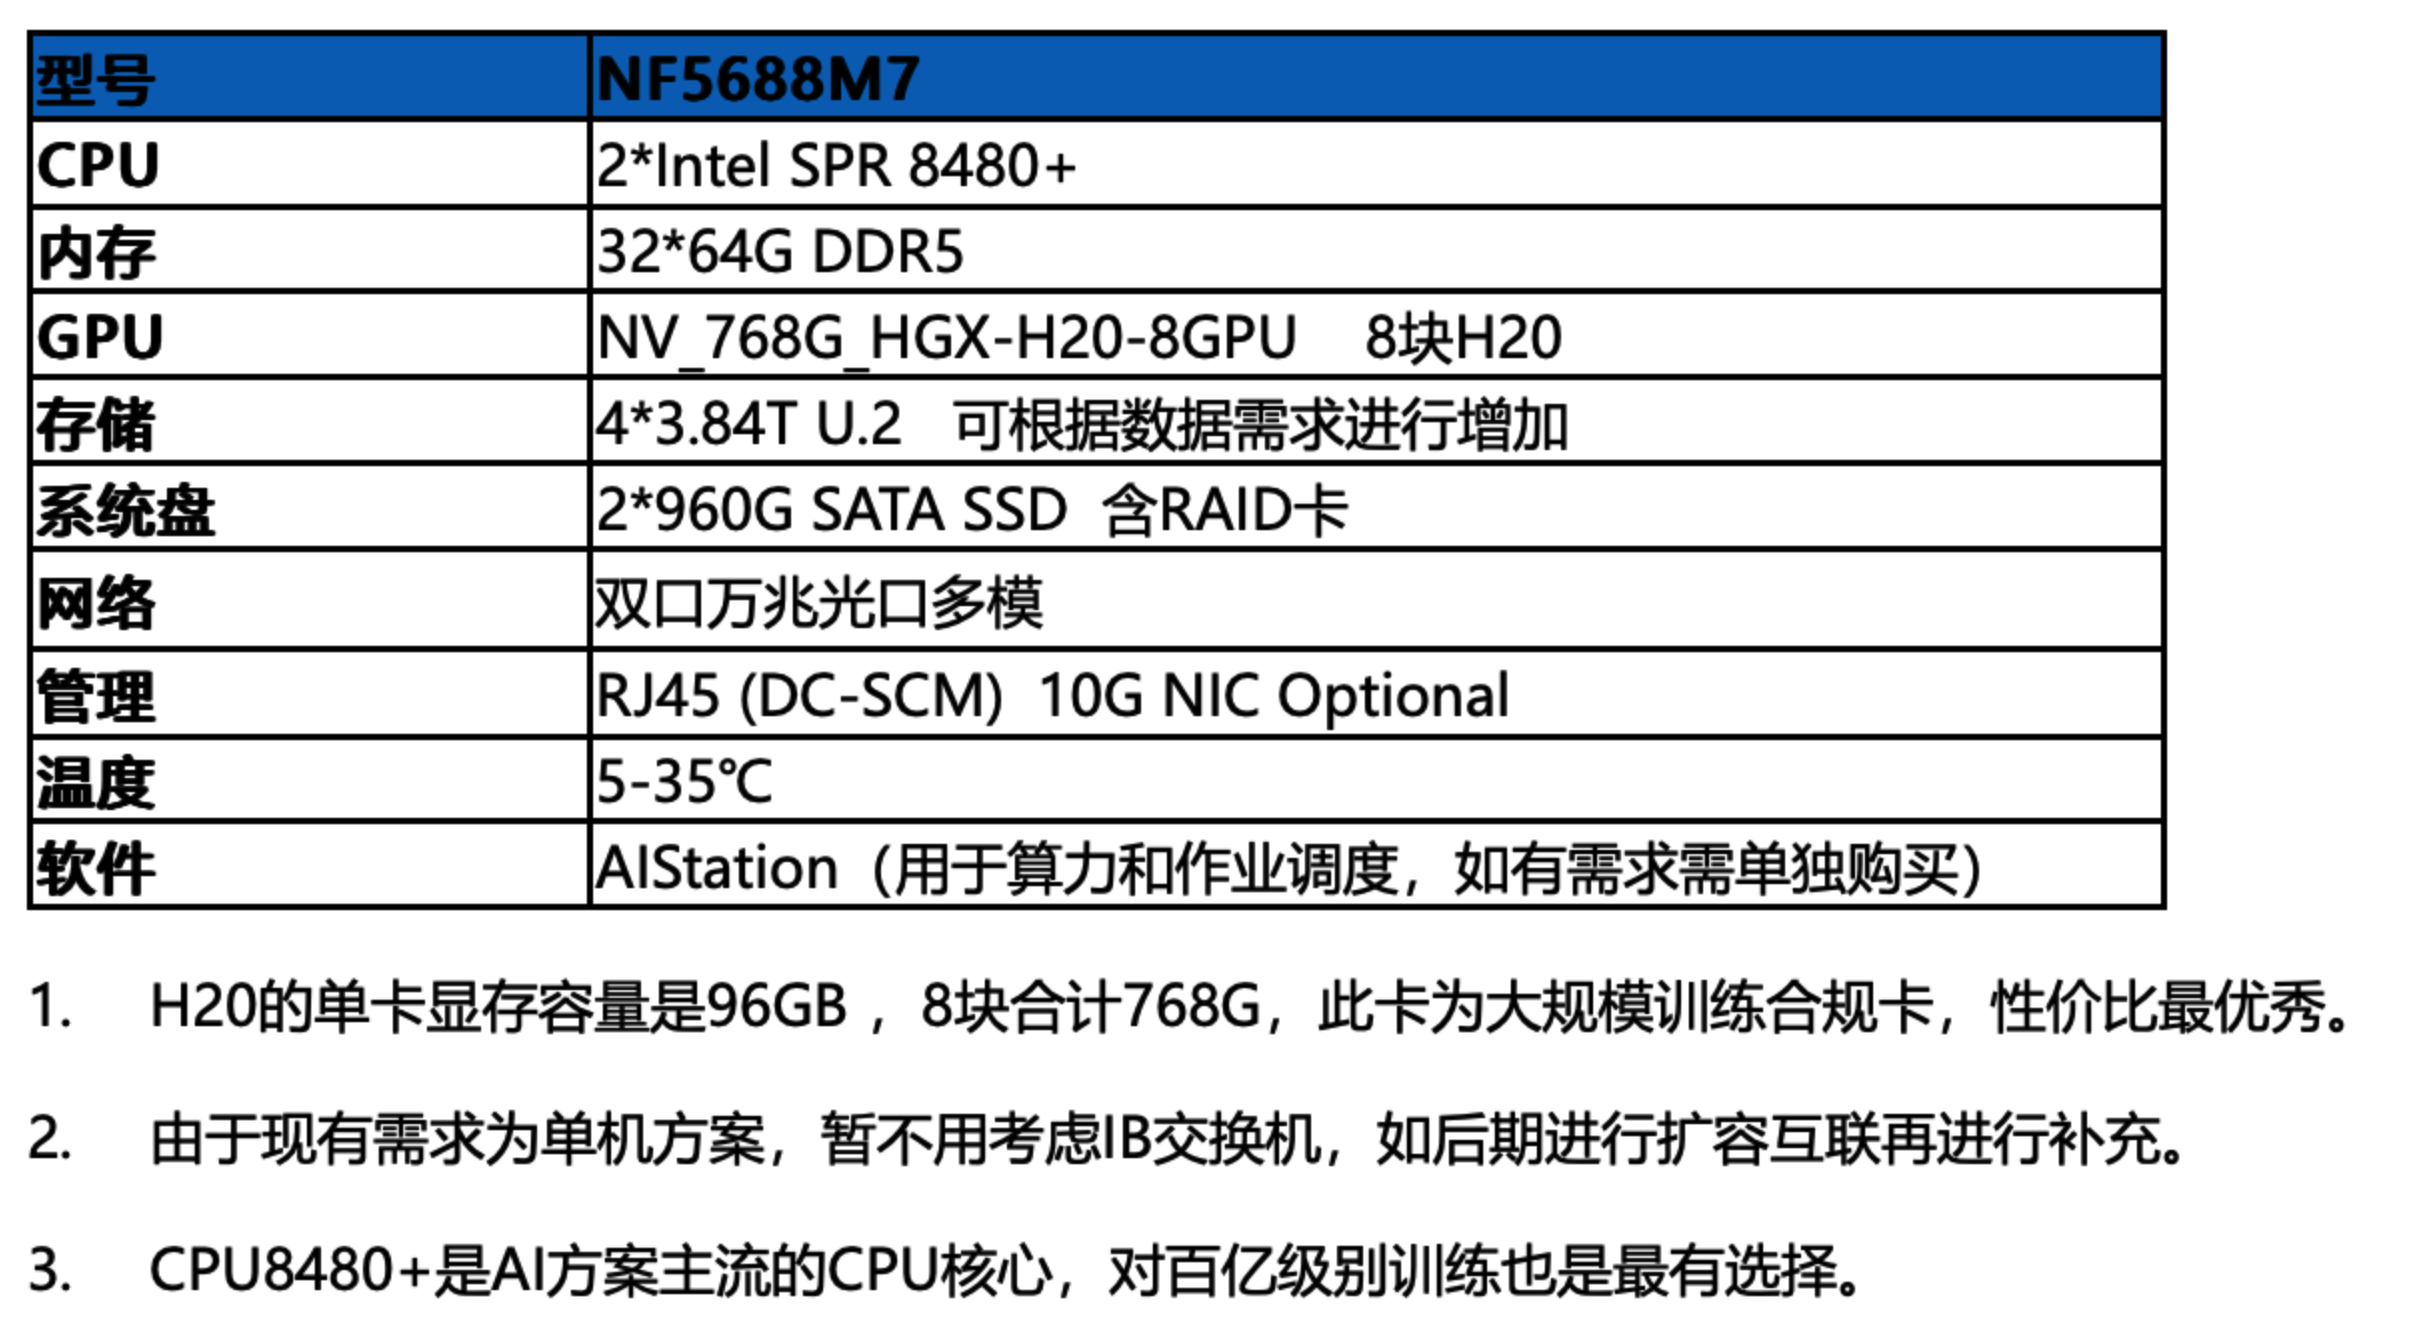 型号 NF5688M7
CPU 2*Intel SPR 8480+
内存 32*64G DDR5
GPU NV_768G_HGX-H20-8GPU 8块H20
存储 4*3.84T U.2 可根据数据需求进行增加
系统盘 2*960G SATA SSD 含RAID卡
网络 双口万兆光口多模
管理 RJ45 (DC-SCM) 10G NIC Optional
温度 5-35℃
软件 AIStation（用于算力和作业调度，如有需求需单独购买）
1. H20的单卡显存容量是96GB ，8块合计768G，此卡为大规模训练合规卡，性价比最优秀。
2. 由于现有需求为单机方案，暂不用考虑IB交换机，如后期进行扩容互联再进行补充。
3. CPU8480+是AI方案主流的CPU核心，对百亿级别训练也是最有选择。